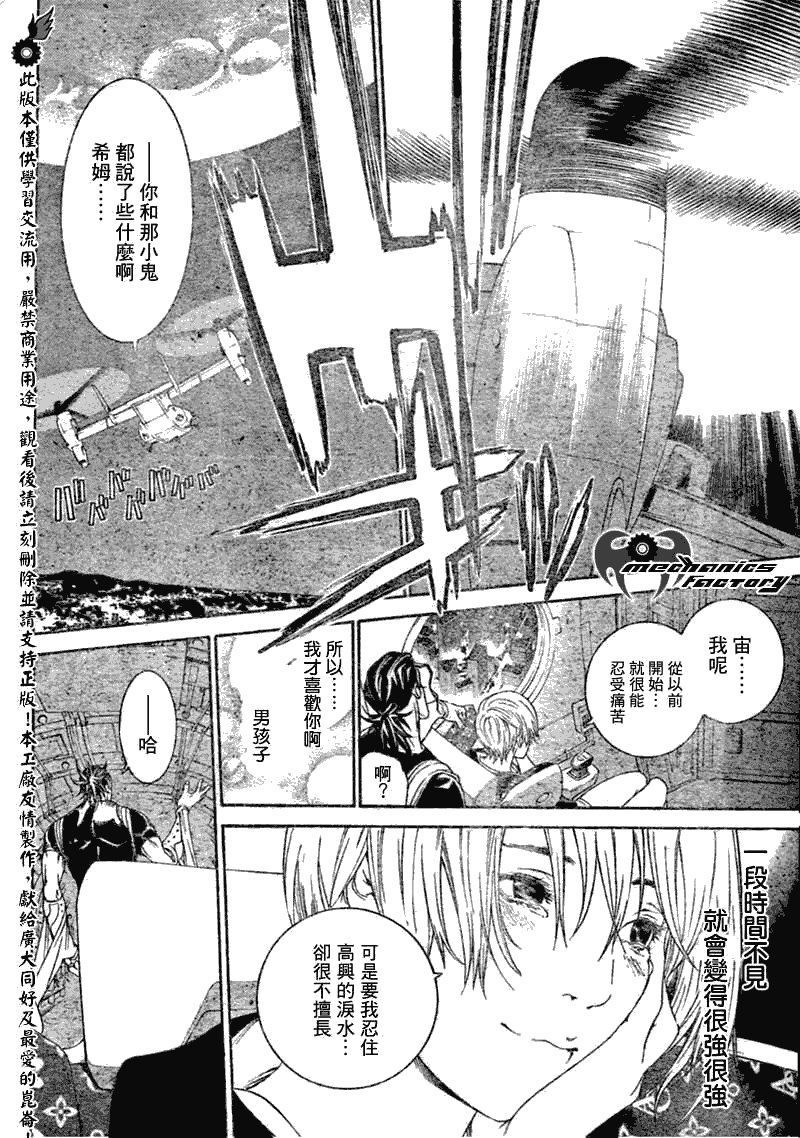 ——你和那小鬼
都說了些什麼啊
希姆……
バババババババ
mechanics
factory
宙……
我呢
從以前
開始…
就很能
忍受痛苦
啊？
所以……
我才喜歡你啊
男孩子
——哈
一段時間不見
就會變得很強很強
可是要我忍住
高興的淚水…
卻很不擅長
此版本僅供學習交流用，嚴禁商業用途，觀看後請立刻刪除並請支持正版！本工廠友情製作，獻給廣大同好及最愛的崑崙！